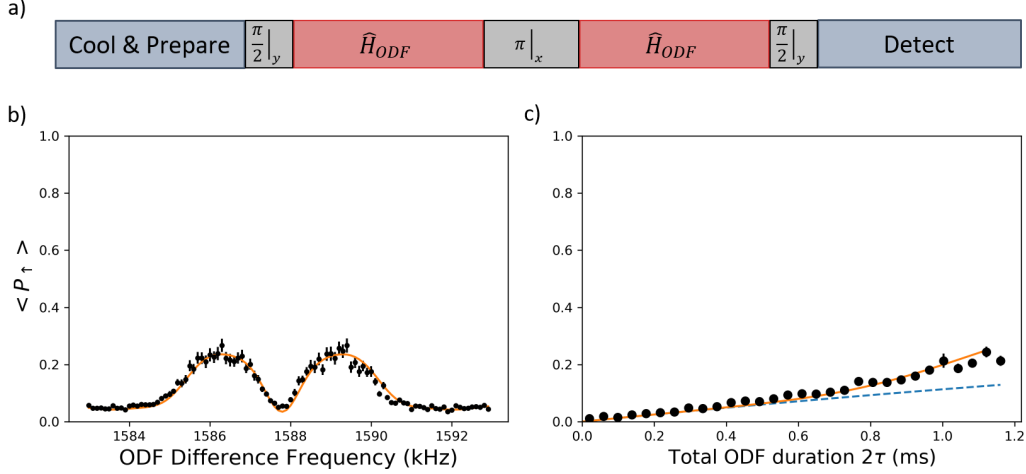 a)
Cool & Prepare π/2|y ĤODF π|x ĤODF π/2|y Detect
b)
c)
1.0
0.8
0.6
0.4
0.2
0.0
< P↑ >
1584 1586 1588 1590 1592
ODF Difference Frequency (kHz)
1.0
0.8
0.6
0.4
0.2
0.0
0.0 0.2 0.4 0.6 0.8 1.0 1.2
Total ODF duration 2τ (ms)